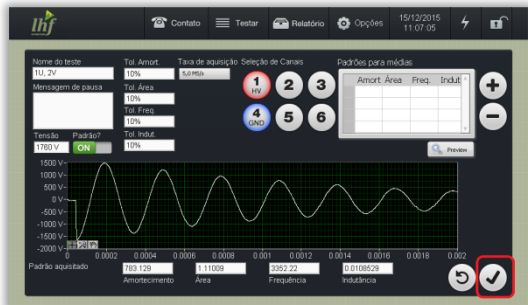 lhf
Contato
Testar
Relatório
Opções
15/12/2015
11:07:05
Nome do teste
1U, 2V
Mensagem de pausa
Tensão
1760 V
Padrão?
ON
Tol. Amort.
10%
Tol. Área
10%
Tol. Freq.
10%
Tol. Indut.
10%
Taxa de aquisição
5,0 MS/s
Seleção de Canais
1
HV
2
3
4
GND
5
6
Padrões para médias
Amort Área Freq. Indut
+
−
Preview
1500 V
1000 V
500 V
0 V
-500 V
-1000 V
-1500 V
-2000 V
0 0.0002 0.0004 0.0006 0.0008 0.001 0.0012 0.0014 0.0016 0.0018 0.002
Padrão aquisitado
783.129
Amortecimento
1.11009
Área
3352.22
Frequência
0.0108529
Indutância